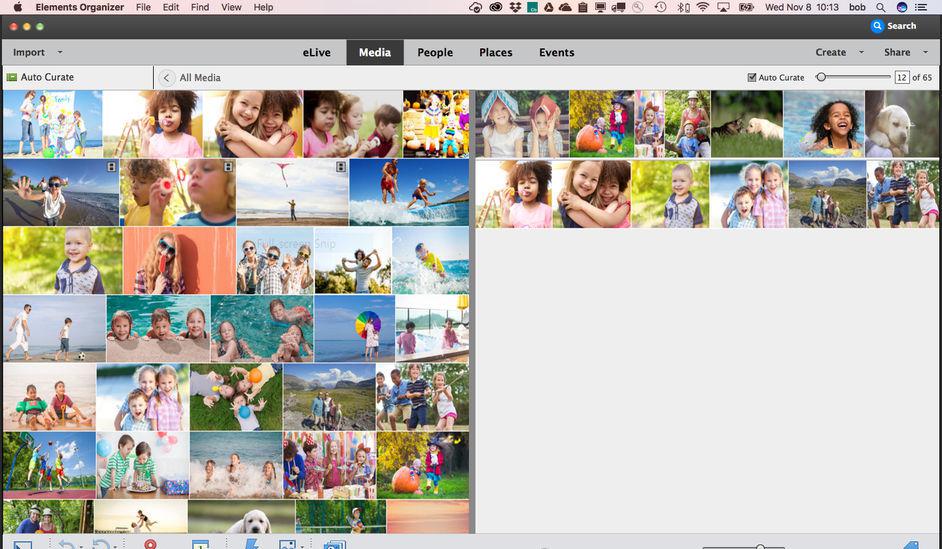 Elements Organizer File Edit Find View Help Wed Nov 8 10:13 bob
Search
Import eLive Media People Places Events Create Share
Auto Curate All Media Auto Curate 12 of 65
Full-screen Snip